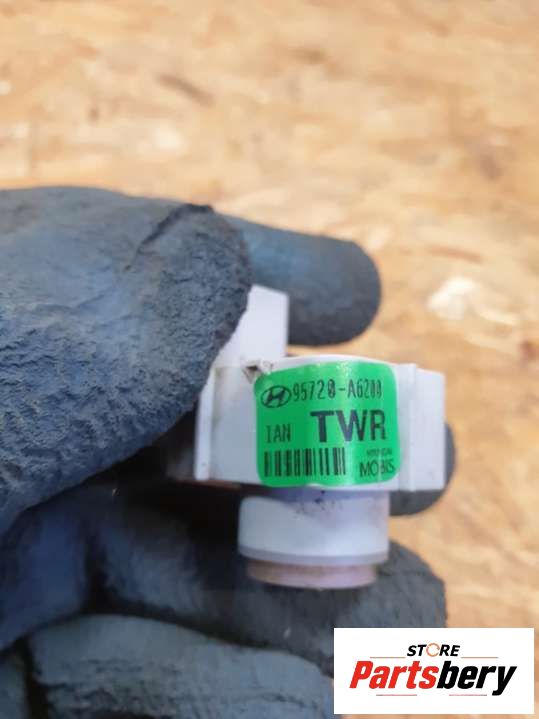 95720-A6200
IAN TWR
HYUNDAI
MOBIS
STORE
Partsbery